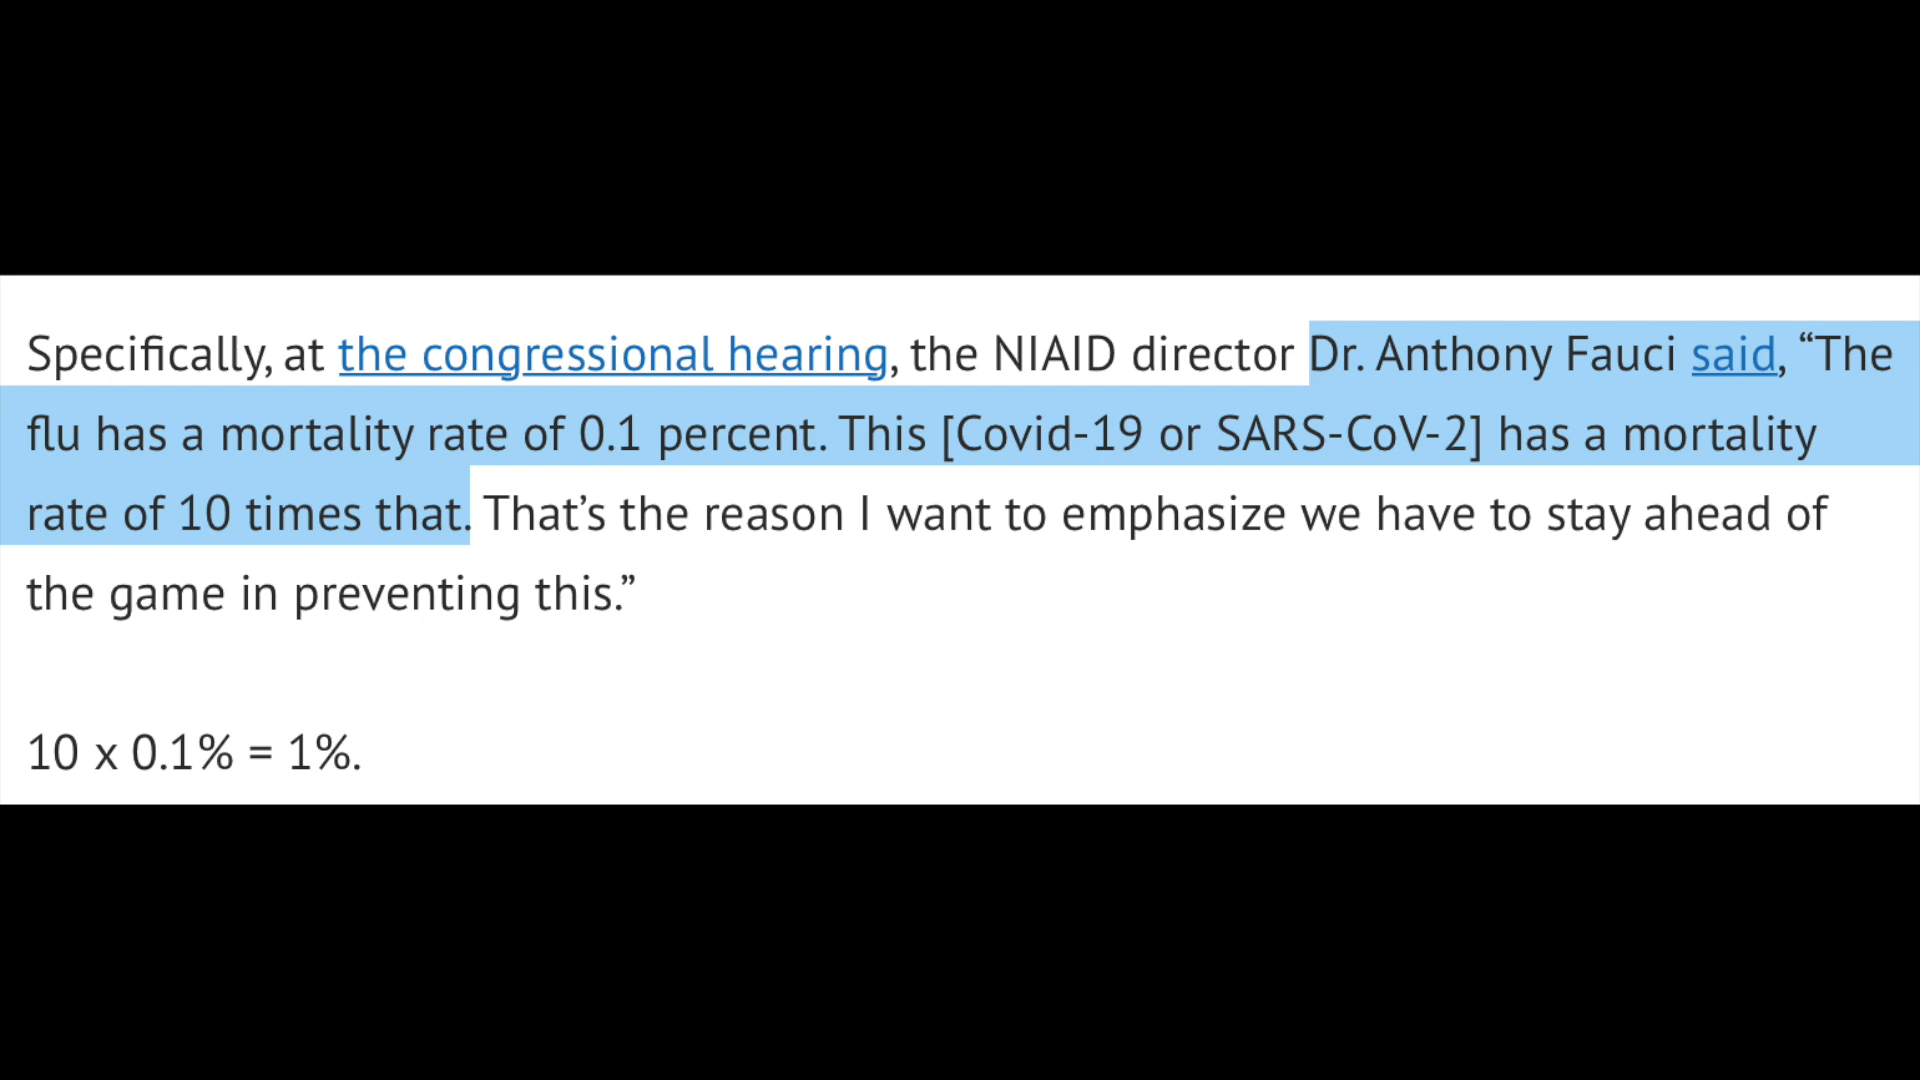 Specifically, at the congressional hearing, the NIAID director Dr. Anthony Fauci said, “The
flu has a mortality rate of 0.1 percent. This [Covid-19 or SARS-CoV-2] has a mortality
rate of 10 times that. That’s the reason I want to emphasize we have to stay ahead of
the game in preventing this.”
10 x 0.1% = 1%.